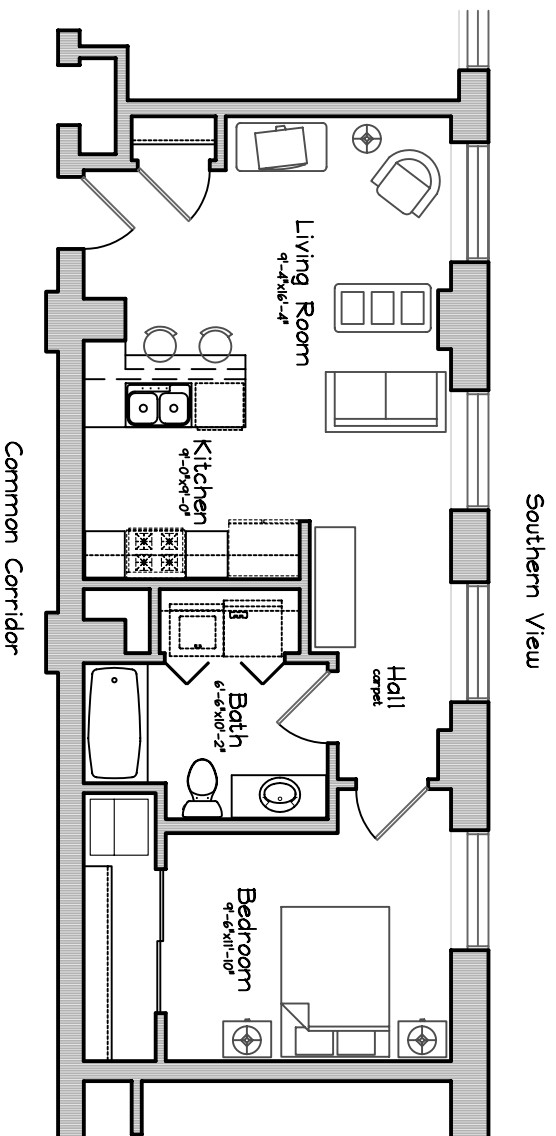 Southern View
Living Room
9'-4"x16'-4"
Kitchen
9'-0"x9'-0"
Hall
carpet
Bath
6'-6"x10'-2"
Bedroom
9'-6"x11'-10"
Common Corridor